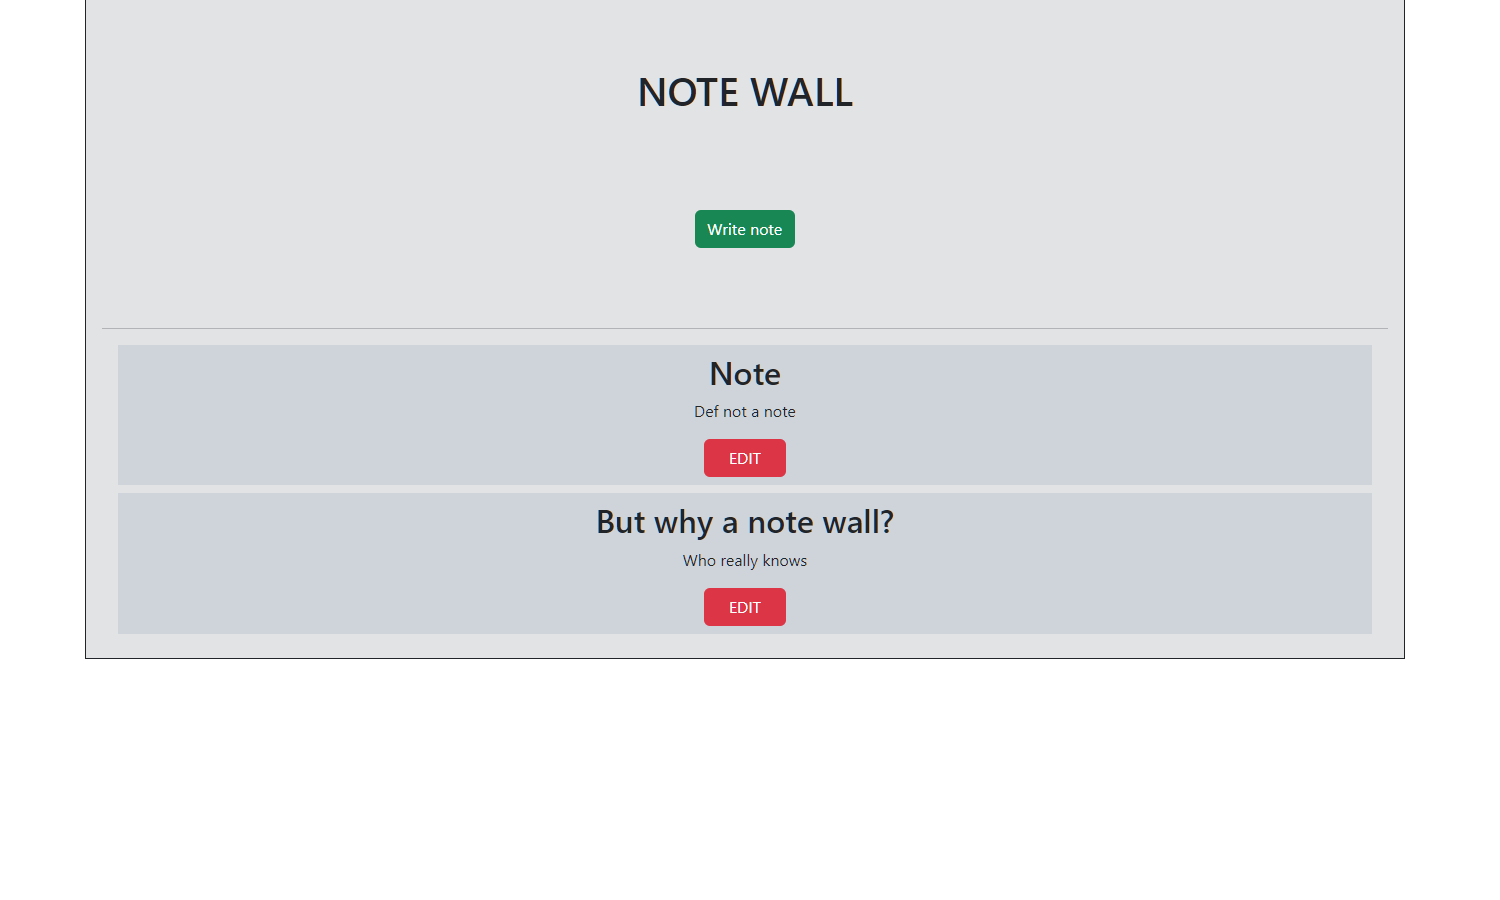 NOTE WALL
Write note
Note
Def not a note
EDIT
But why a note wall?
Who really knows
EDIT